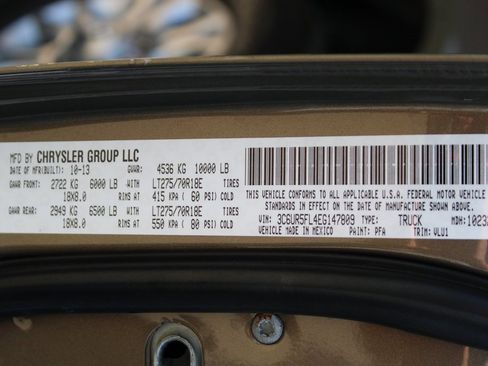 MFD BY CHRYSLER GROUP LLC
DATE OF MFR(BUILT): 10-13 GVWR: 4536 KG 10000 LB
GAWR FRONT: 2722 KG 6000 LB WITH LT275/70R18E TIRES
18X8.0 RIMS AT 415 KPA ( 60 PSI) COLD
GAWR REAR: 2949 KG 6500 LB WITH LT275/70R18E TIRES
18X8.0 RIMS AT 550 KPA ( 80 PSI) COLD
THIS VEHICLE CONFORMS TO ALL APPLICABLE U.S.A. FEDERAL MOTOR VEHICLE
STANDARDS IN EFFECT ON THE DATE OF MANUFACTURE SHOWN ABOVE.
VIN: 3C6UR5FL4EG147809 TYPE: TRUCK MDH: 1023
VEHICLE MADE IN MEXICO PAINT: PFA TRIM: VLU1